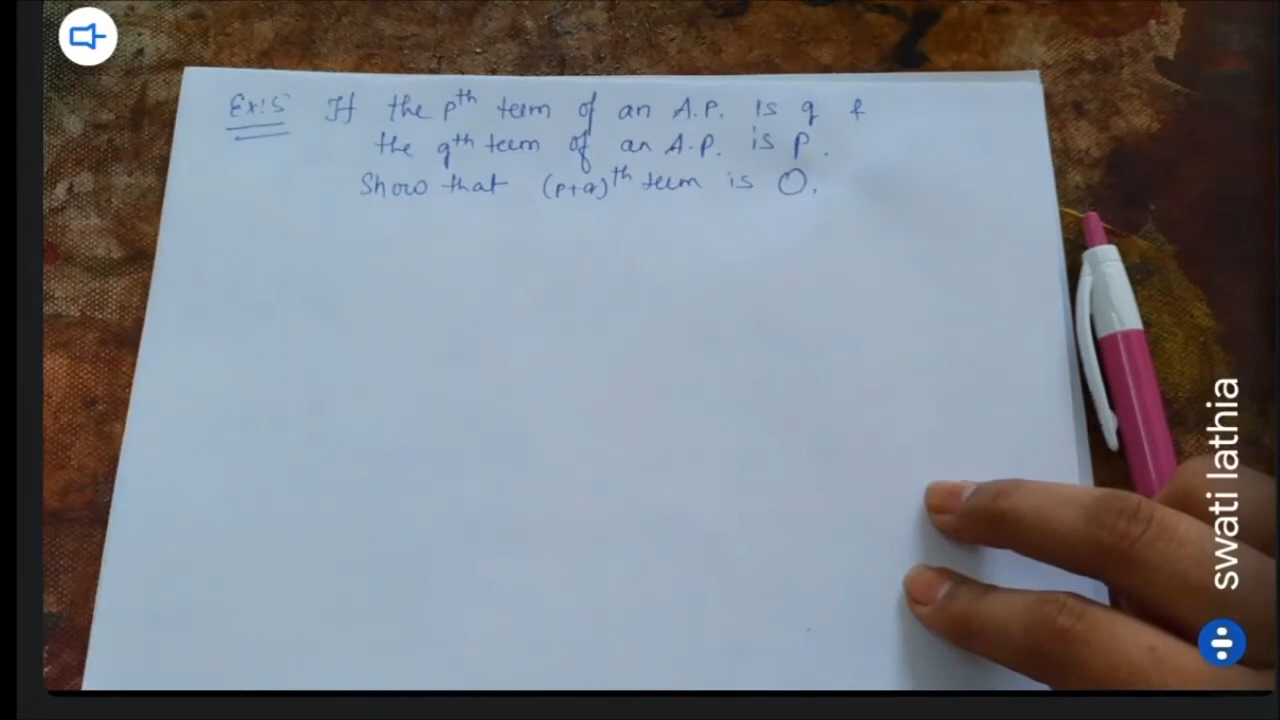 Ex:5 If the pth term of an A.P. is q &
the qth term of an A.P. is p.
Show that (p+q)th term is 0.
swati lathia